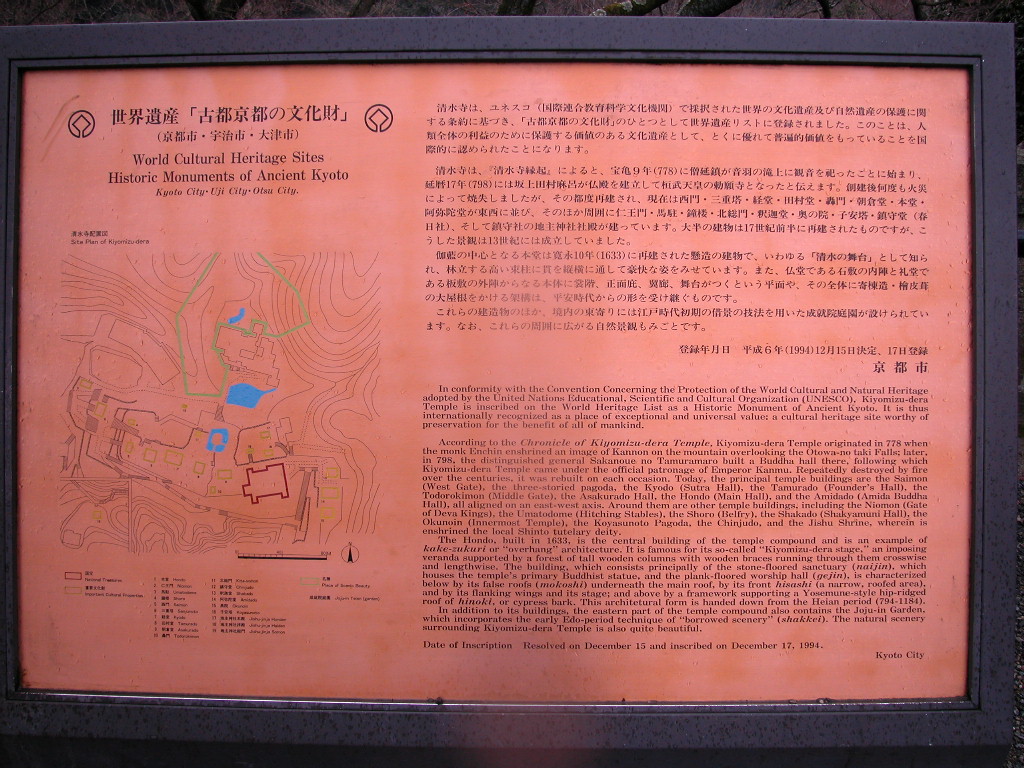 世界遺産「古都京都の文化財」
（京都市・宇治市・大津市）
World Cultural Heritage Sites
Historic Monuments of Ancient Kyoto
Kyoto City·Uji City·Otsu City.
清水寺配置図
Site Plan of Kiyomizu-dera
国宝
National Treasures
重要文化財
Important Cultural Properties
名勝
Place of Scenic Beauty
清水寺は、ユネスコ（国際連合教育科学文化機関）で採択された世界の文化遺産及び自然遺産の保護に関
する条約に基づき、「古都京都の文化財」のひとつとして世界遺産リストに登録されました。このことは、人
類全体の利益のために保護する価値のある文化遺産として、とくに優れて普遍的価値をもっていることを国
際的に認められたことになります。
清水寺は、『清水寺縁起』によると、宝亀９年(778)に僧延鎮が音羽の滝上に観音を祀ったことに始まり、
延暦17年(798)には坂上田村麻呂が仏殿を建立して桓武天皇の勅願寺となったと伝えます。創建後何度も火災
によって焼失しましたが、その都度再建され、現在は西門・三重塔・経堂・田村堂・轟門・朝倉堂・本堂・
阿弥陀堂が東西に並び、そのほか周囲に仁王門・馬駐・鐘楼・北総門・釈迦堂・奥の院・子安塔・鎮守堂（春
日社）、そして鎮守社の地主神社社殿が建っています。大半の建物は17世紀前半に再建されたものですが、こ
うした景観は13世紀には成立していました。
伽藍の中心となる本堂は寛永10年(1633)に再建された懸造の建物で、いわゆる「清水の舞台」として知ら
れ、林立する高い束柱に貫を縦横に通して豪快な姿をみせています。また、仏堂である石敷の内陣と礼堂で
ある板敷の外陣からなる本体に裳階、正面庇、翼廊、舞台がつくという平面や、その全体に寄棟造・檜皮葺
の大屋根をかける架構は、平安時代からの形を受け継ぐものです。
これらの建造物のほか、境内の東寄りには江戸時代初期の借景の技法を用いた成就院庭園が設けられてい
ます。なお、これらの周囲に広がる自然景観もみごとです。
登録年月日　平成６年(1994)12月15日決定、17日登録
京都市
In conformity with the Convention Concerning the Protection of the World Cultural and Natural Heritage
adopted by the United Nations Educational, Scientific and Cultural Organization (UNESCO), Kiyomizu-dera
Temple is inscribed on the World Heritage List as a Historic Monument of Ancient Kyoto. It is thus
internationally recognized as a place of exceptional and universal value: a cultural heritage site worthy of
preservation for the benefit of all of mankind.
According to the Chronicle of Kiyomizu-dera Temple, Kiyomizu-dera Temple originated in 778 when
the monk Enchin enshrined an image of Kannon on the mountain overlooking the Otowa-no taki Falls; later,
in 798, the distinguished general Sakanoue no Tamuramaro built a Buddha hall there, following which
Kiyomizu-dera Temple came under the official patronage of Emperor Kanmu. Repeatedly destroyed by fire
over the centuries, it was rebuilt on each occasion. Today, the principal temple buildings are the Saimon
(West Gate), the three-storied pagoda, the Kyodo (Sutra Hall), the Tamurado (Founder's Hall), the
Todorokimon (Middle Gate), the Asakurado Hall, the Hondo (Main Hall), and the Amidado (Amida Buddha
Hall), all aligned on an east-west axis. Around them are other temple buildings, including the Niomon (Gate
of Deva Kings), the Umatodome (Hitching Stables), the Shoro (Belfry), the Shakado (Shakyamuni Hall), the
Okunoin (Innermost Temple), the Koyasunoto Pagoda, the Chinjudo, and the Jishu Shrine, wherein is
enshrined the local Shinto tutelary deity.
The Hondo, built in 1633, is the central building of the temple compound and is an example of
kake-zukuri or "overhang" architecture. It is famous for its so-called "Kiyomizu-dera stage," an imposing
veranda supported by a forest of tall wooden columns with wooden braces running through them crosswise
and lengthwise. The building, which consists principally of the stone-floored sanctuary (naijin), which
houses the temple's primary Buddhist statue, and the plank-floored worship hall (gejin), is characterized
below by its false roofs (mokoshi) underneath the main roof, by its front hisashi (a narrow, roofed area),
and by its flanking wings and its stage; and above by a framework supporting a Yosemune-style hip-ridged
roof of hinoki, or cypress bark. This architetural form is handed down from the Heian period (794-1184).
In addition to its buildings, the eastern part of the temple compound also contains the Joju-in Garden,
which incorporates the early Edo-period technique of "borrowed scenery" (shakkei). The natural scenery
surrounding Kiyomizu-dera Temple is also quite beautiful.
Date of Inscription Resolved on December 15 and inscribed on December 17, 1994.
Kyoto City